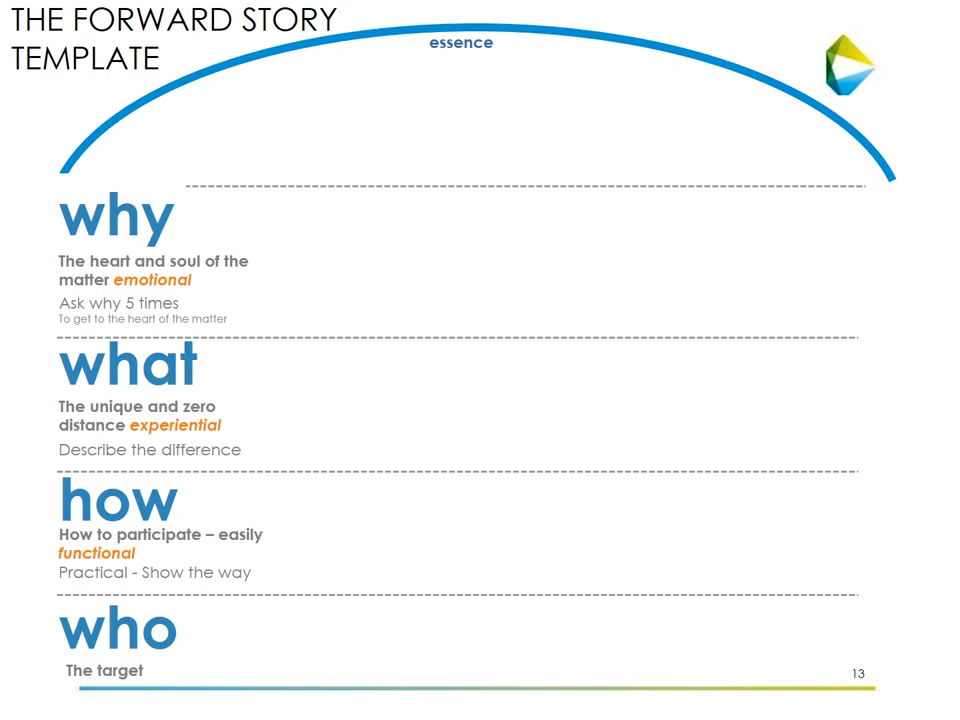 THE FORWARD STORY
TEMPLATE
essence
why
The heart and soul of the
matter emotional
Ask why 5 times
To get to the heart of the matter
what
The unique and zero
distance experiential
Describe the difference
how
How to participate – easily
functional
Practical - Show the way
who
The target
13